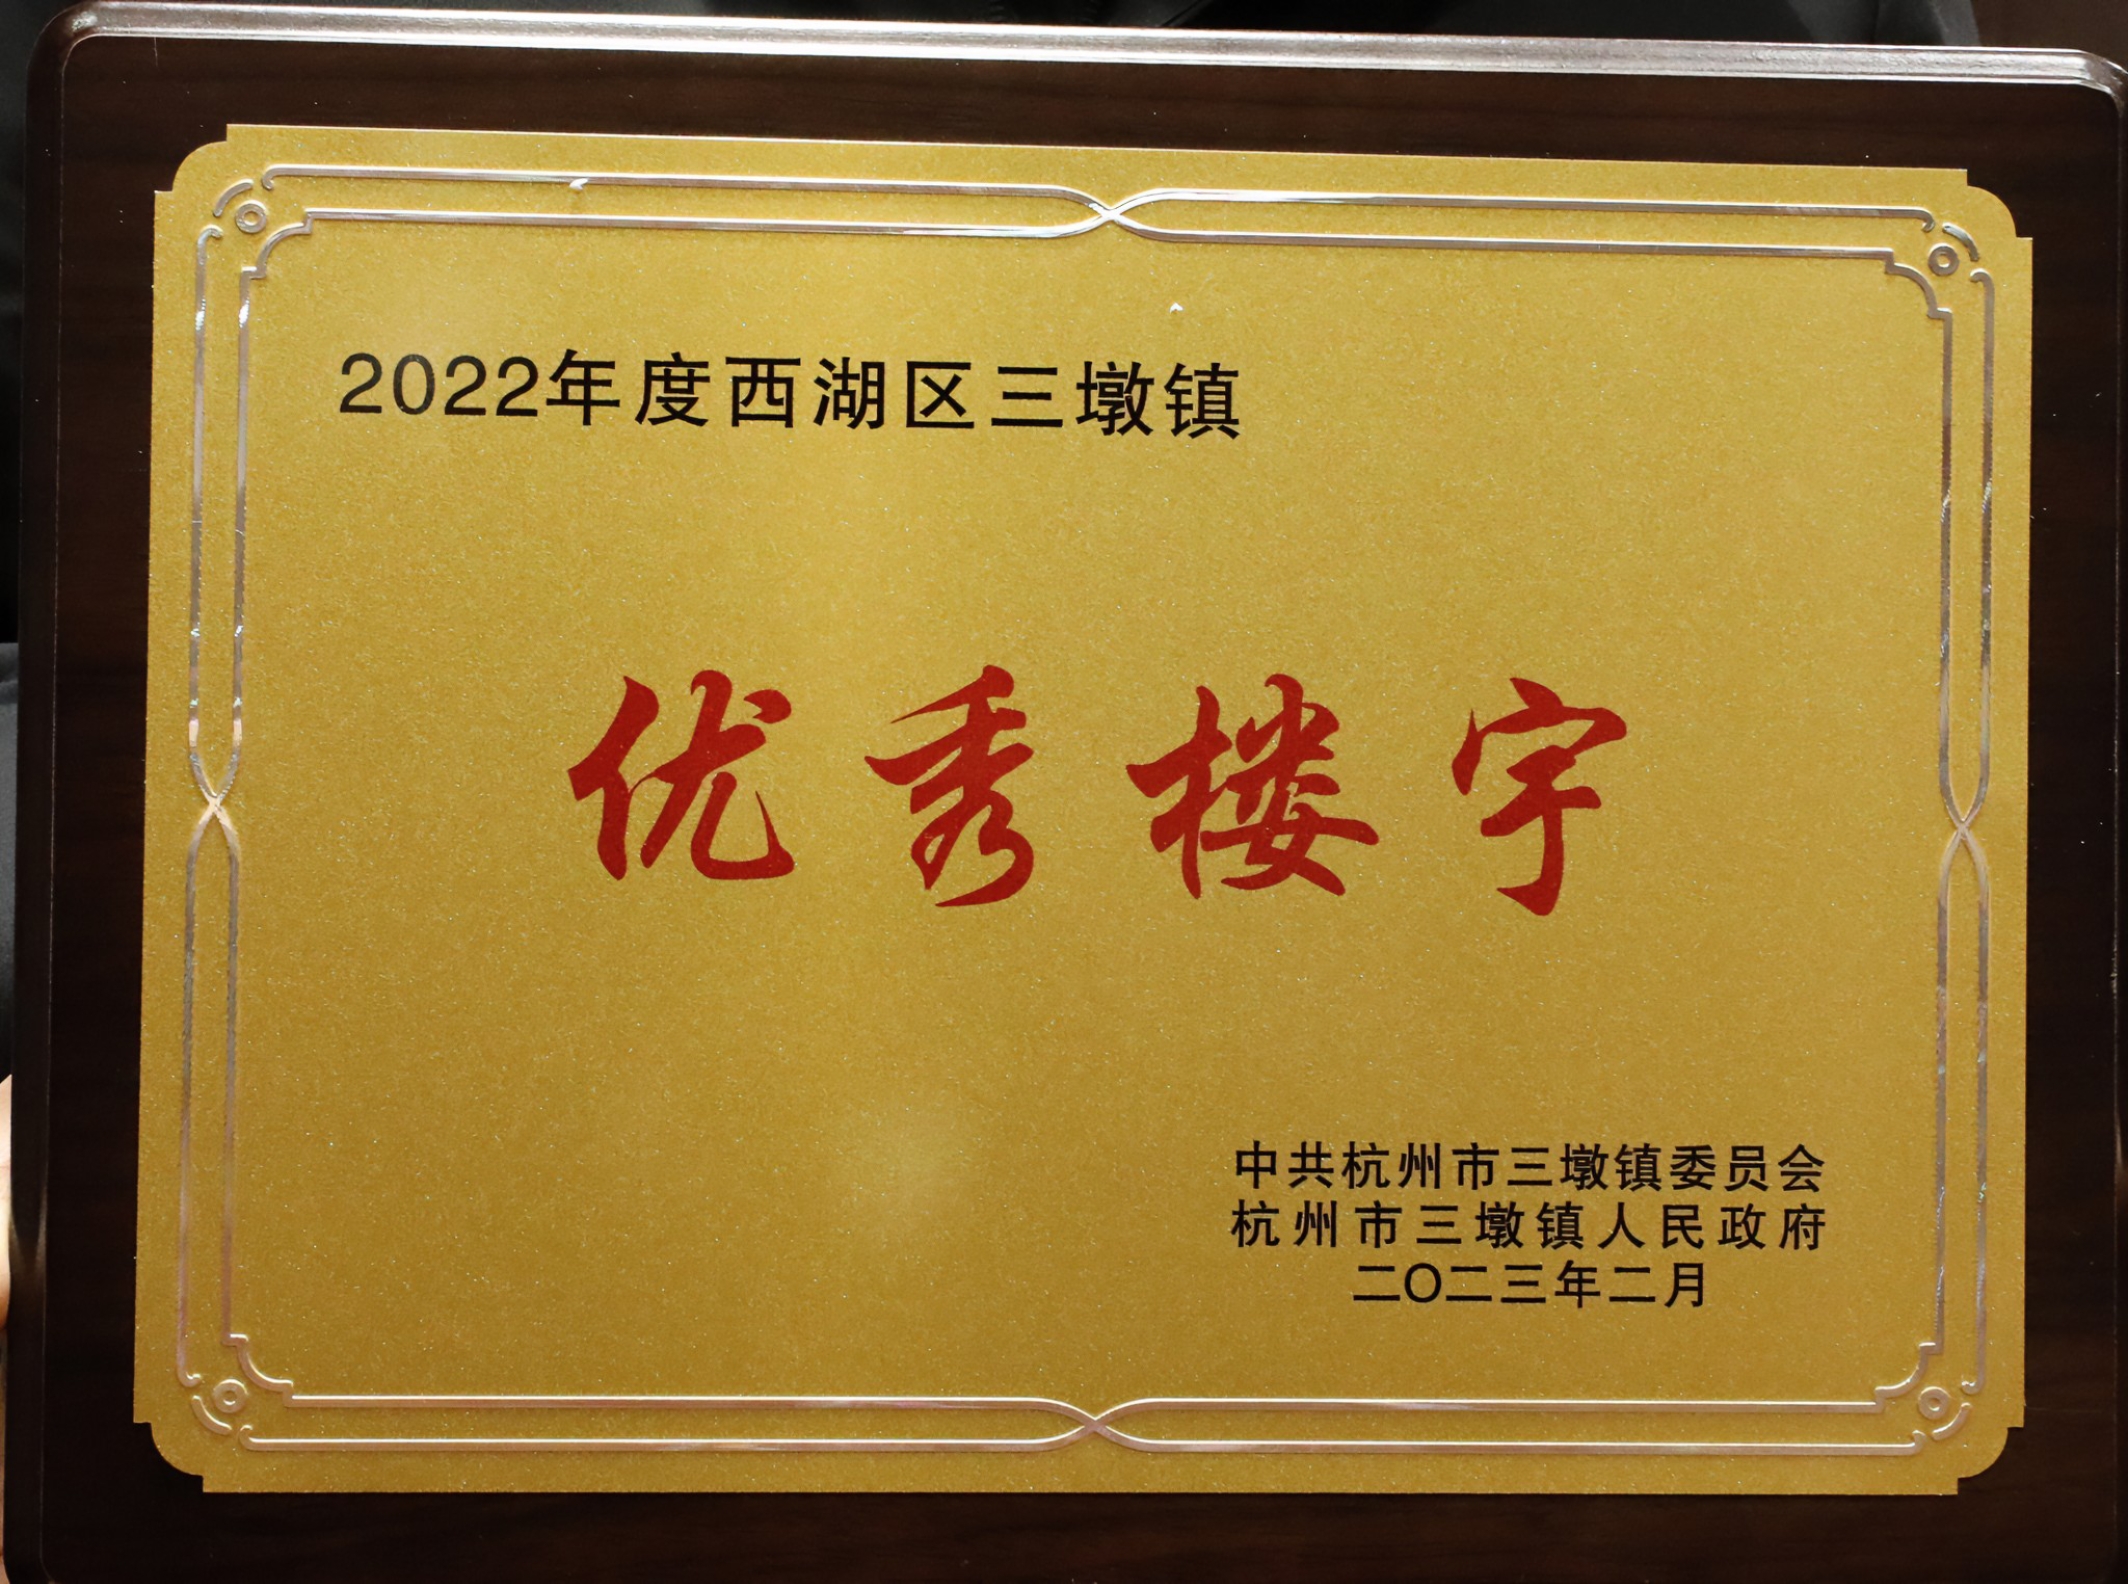 2022年度西湖区三墩镇
优秀楼宇
中共杭州市三墩镇委员会
杭州市三墩镇人民政府
二〇二三年二月